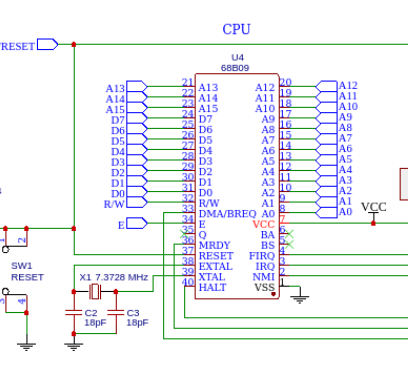 CPU
RESET
U4
68B09
A13 21 A13 A12 20 A12
A14 22 A14 A11 19 A11
A15 23 A15 A10 18 A10
D7 24 D7 A9 17 A9
D6 25 D6 A8 16 A8
D5 26 D5 A7 15 A7
D4 27 D4 A6 14 A6
D3 28 D3 A5 13 A5
D2 29 D2 A4 12 A4
D1 30 D1 A3 11 A3
D0 31 D0 A2 10 A2
R/W 32 R/W A1 9 A1
33 DMA/BREQ A0 8 A0
E 34 E VCC 7 VCC
35 Q BA 6
36 MRDY BS 5
37 RESET FIRQ 4
38 EXTAL IRQ 3
39 XTAL NMI 2
40 HALT VSS 1
1 2
SW1
RESET
3 4
X1 7.3728 MHz
C2
18pF
C3
18pF